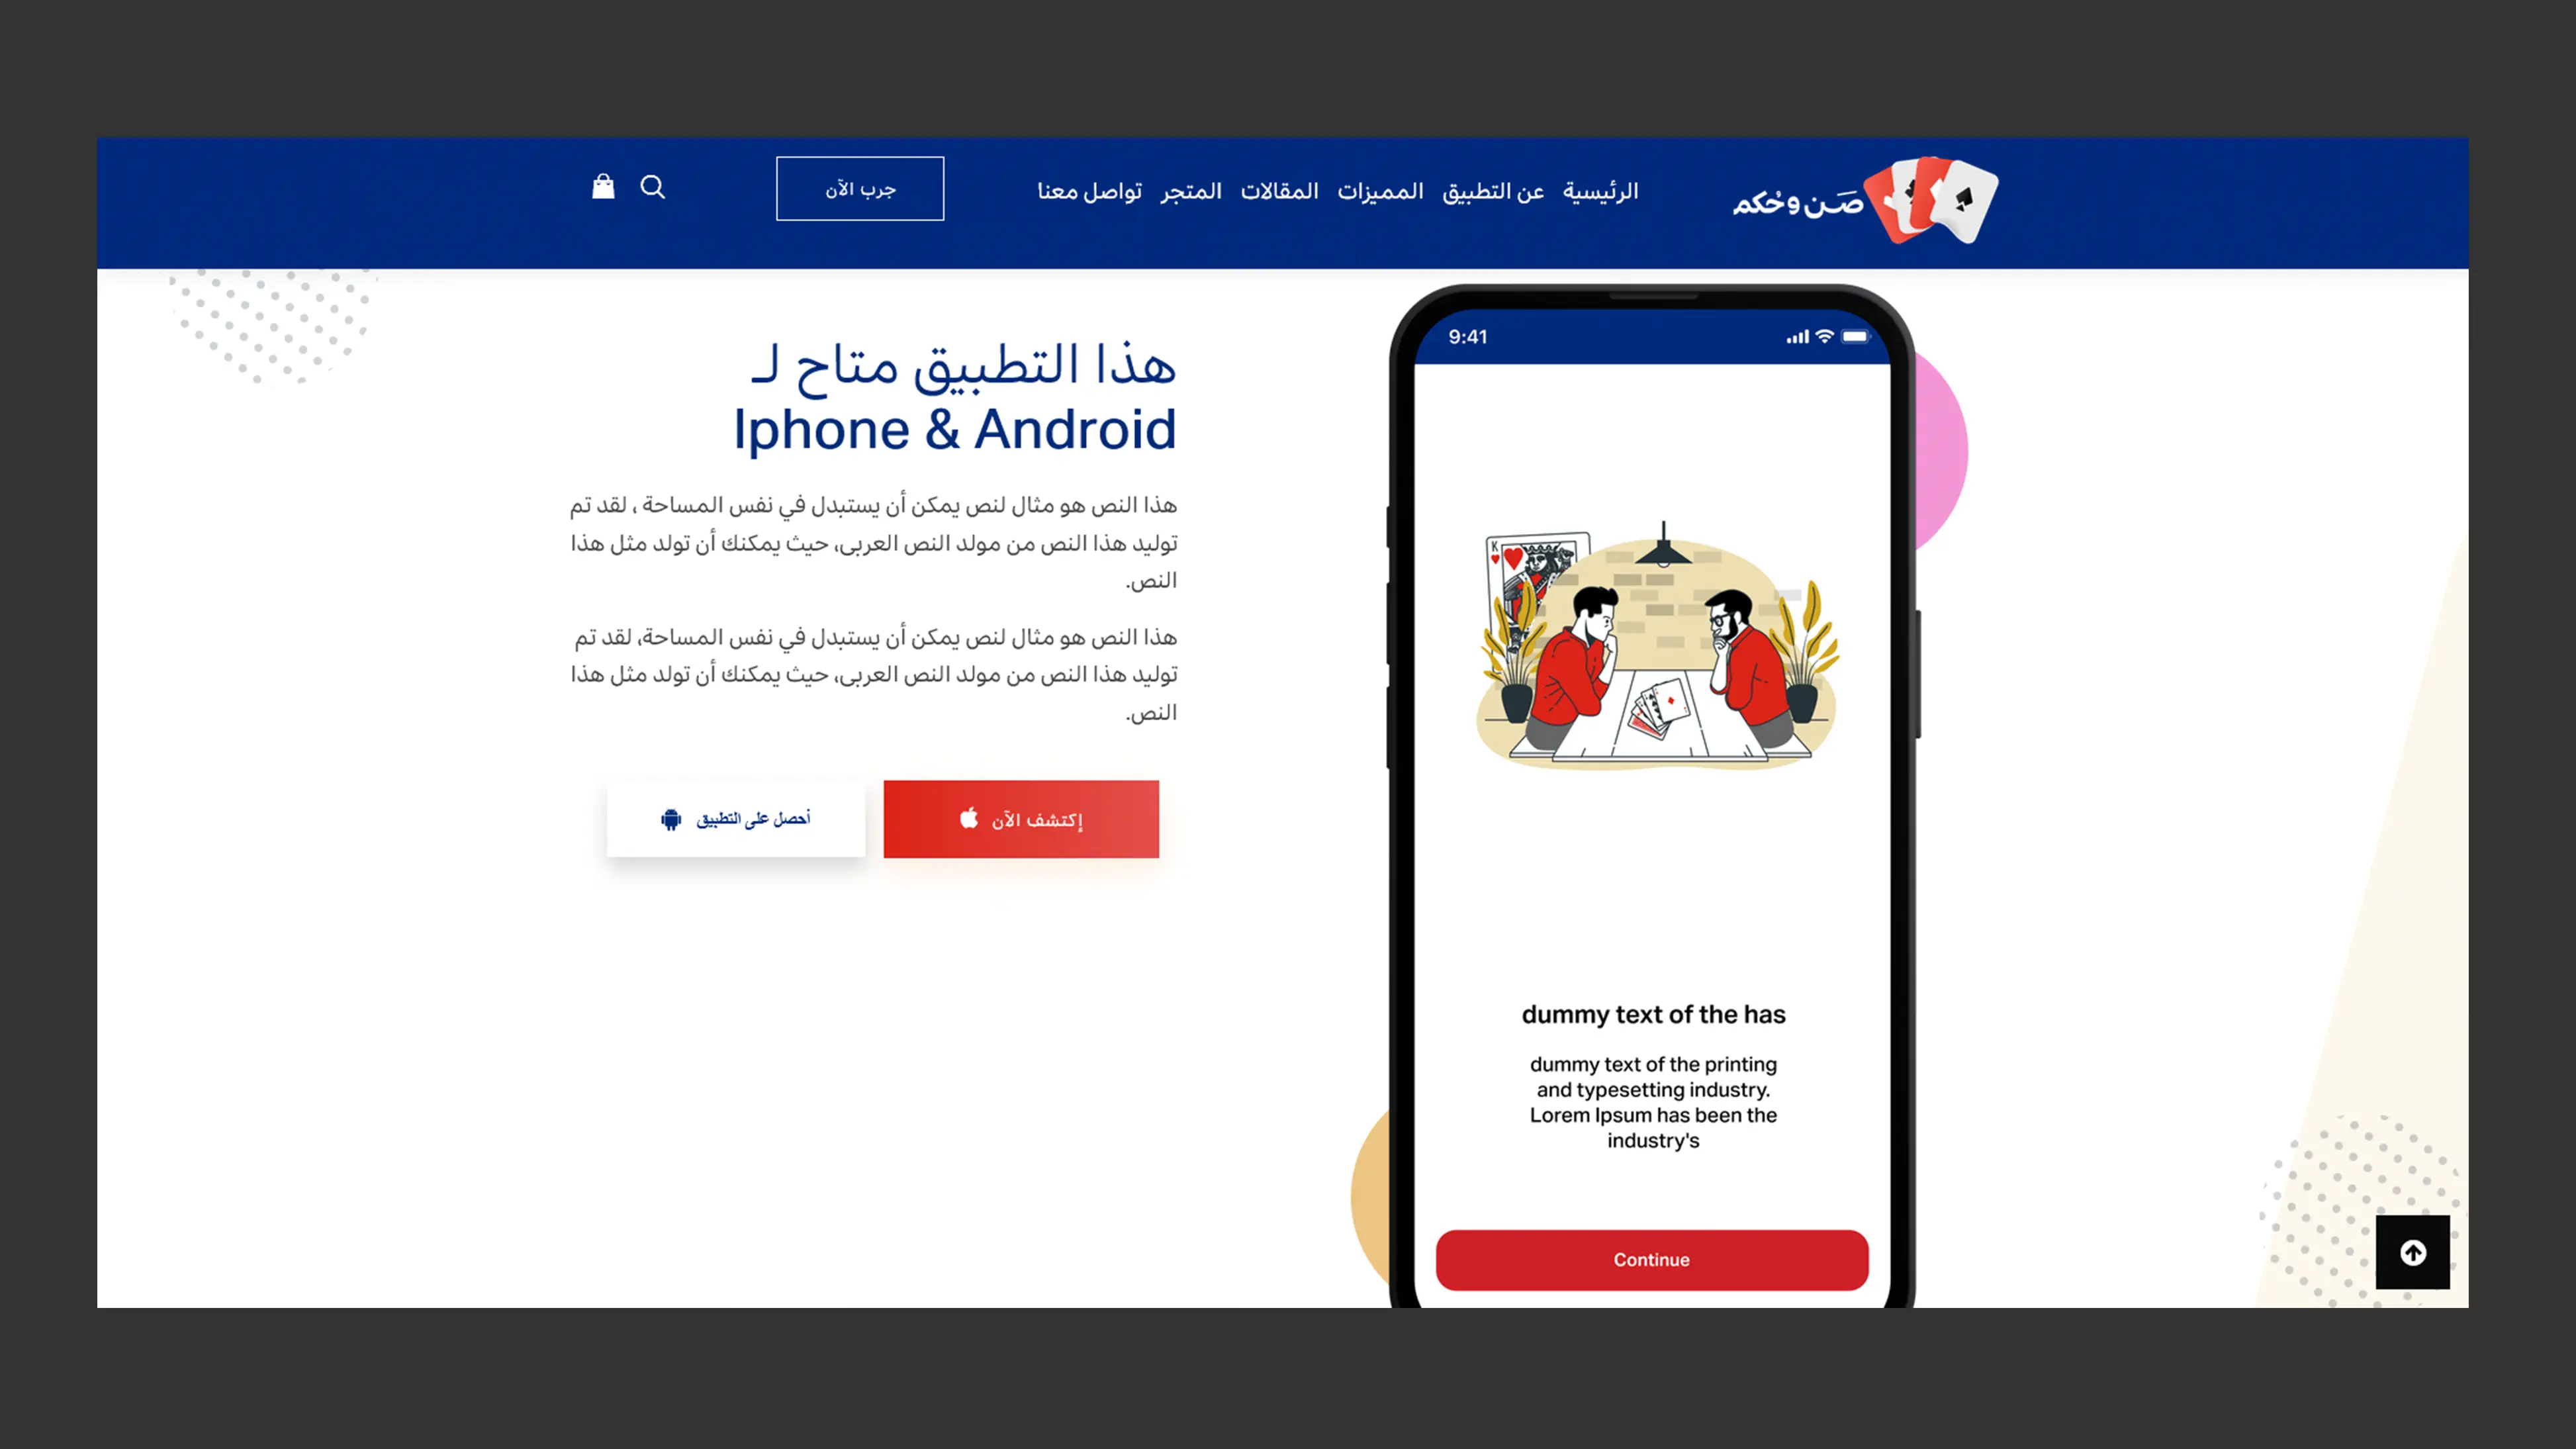 صَـن وحُكم
الرئيسية عن التطبيق المميزات المقالات المتجر تواصل معنا
جرب الآن
هذا التطبيق متاح لـ
Iphone & Android
هذا النص هو مثال لنص يمكن أن يستبدل في نفس المساحة ، لقد تم
توليد هذا النص من مولد النص العربى، حيث يمكنك أن تولد مثل هذا
النص.
هذا النص هو مثال لنص يمكن أن يستبدل في نفس المساحة، لقد تم
توليد هذا النص من مولد النص العربى، حيث يمكنك أن تولد مثل هذا
النص.
إكتشف الآن
أحصل على التطبيق
9:41
K
dummy text of the has
dummy text of the printing
and typesetting industry.
Lorem Ipsum has been the
industry's
Continue